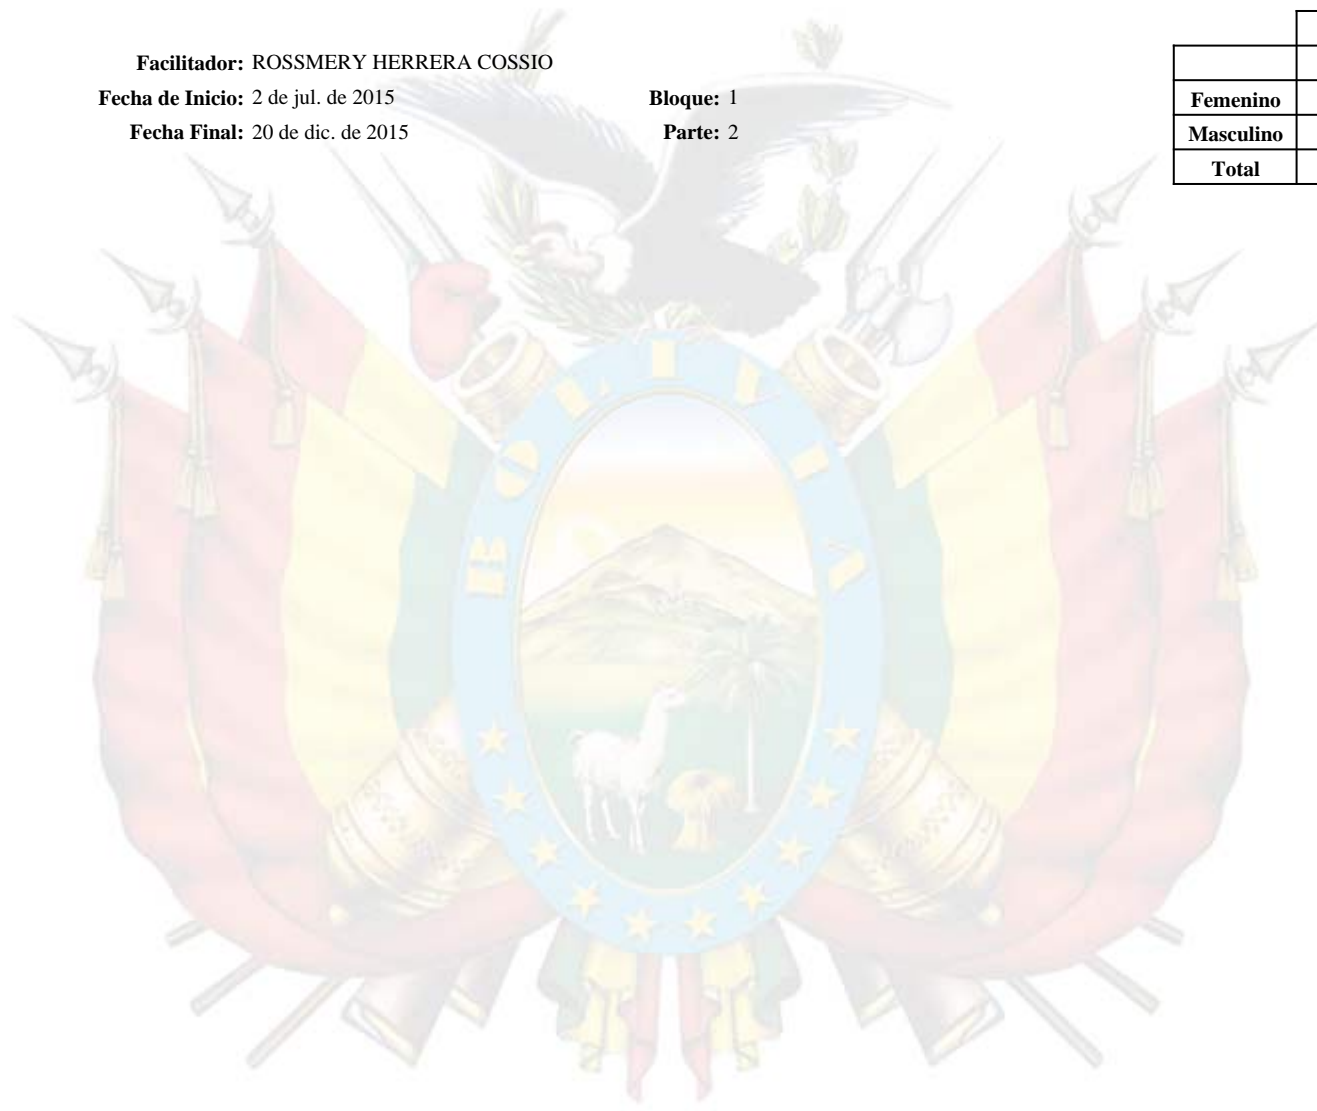 Facilitador: ROSSMERY HERRERA COSSIO
Fecha de Inicio: 2 de jul. de 2015 Bloque: 1
Fecha Final: 20 de dic. de 2015 Parte: 2
Femenino
Masculino
Total
BOLIVIA